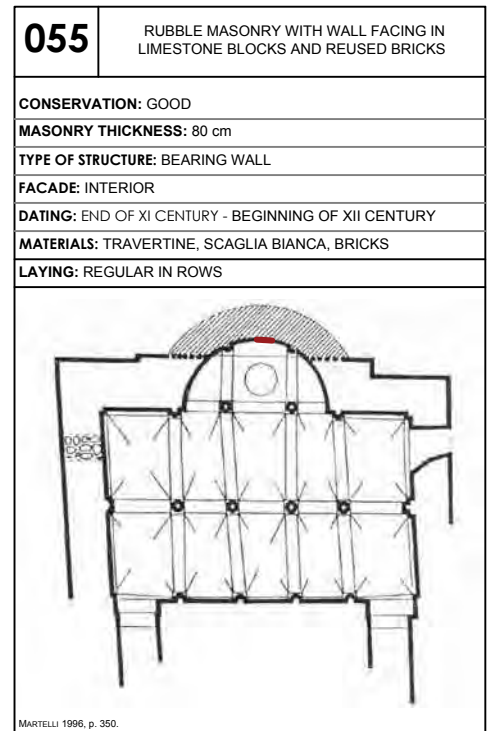 055
RUBBLE MASONRY WITH WALL FACING IN
LIMESTONE BLOCKS AND REUSED BRICKS
CONSERVATION: GOOD
MASONRY THICKNESS: 80 cm
TYPE OF STRUCTURE: BEARING WALL
FACADE: INTERIOR
DATING: END OF XI CENTURY - BEGINNING OF XII CENTURY
MATERIALS: TRAVERTINE, SCAGLIA BIANCA, BRICKS
LAYING: REGULAR IN ROWS
MARTELLI 1996, p. 350.